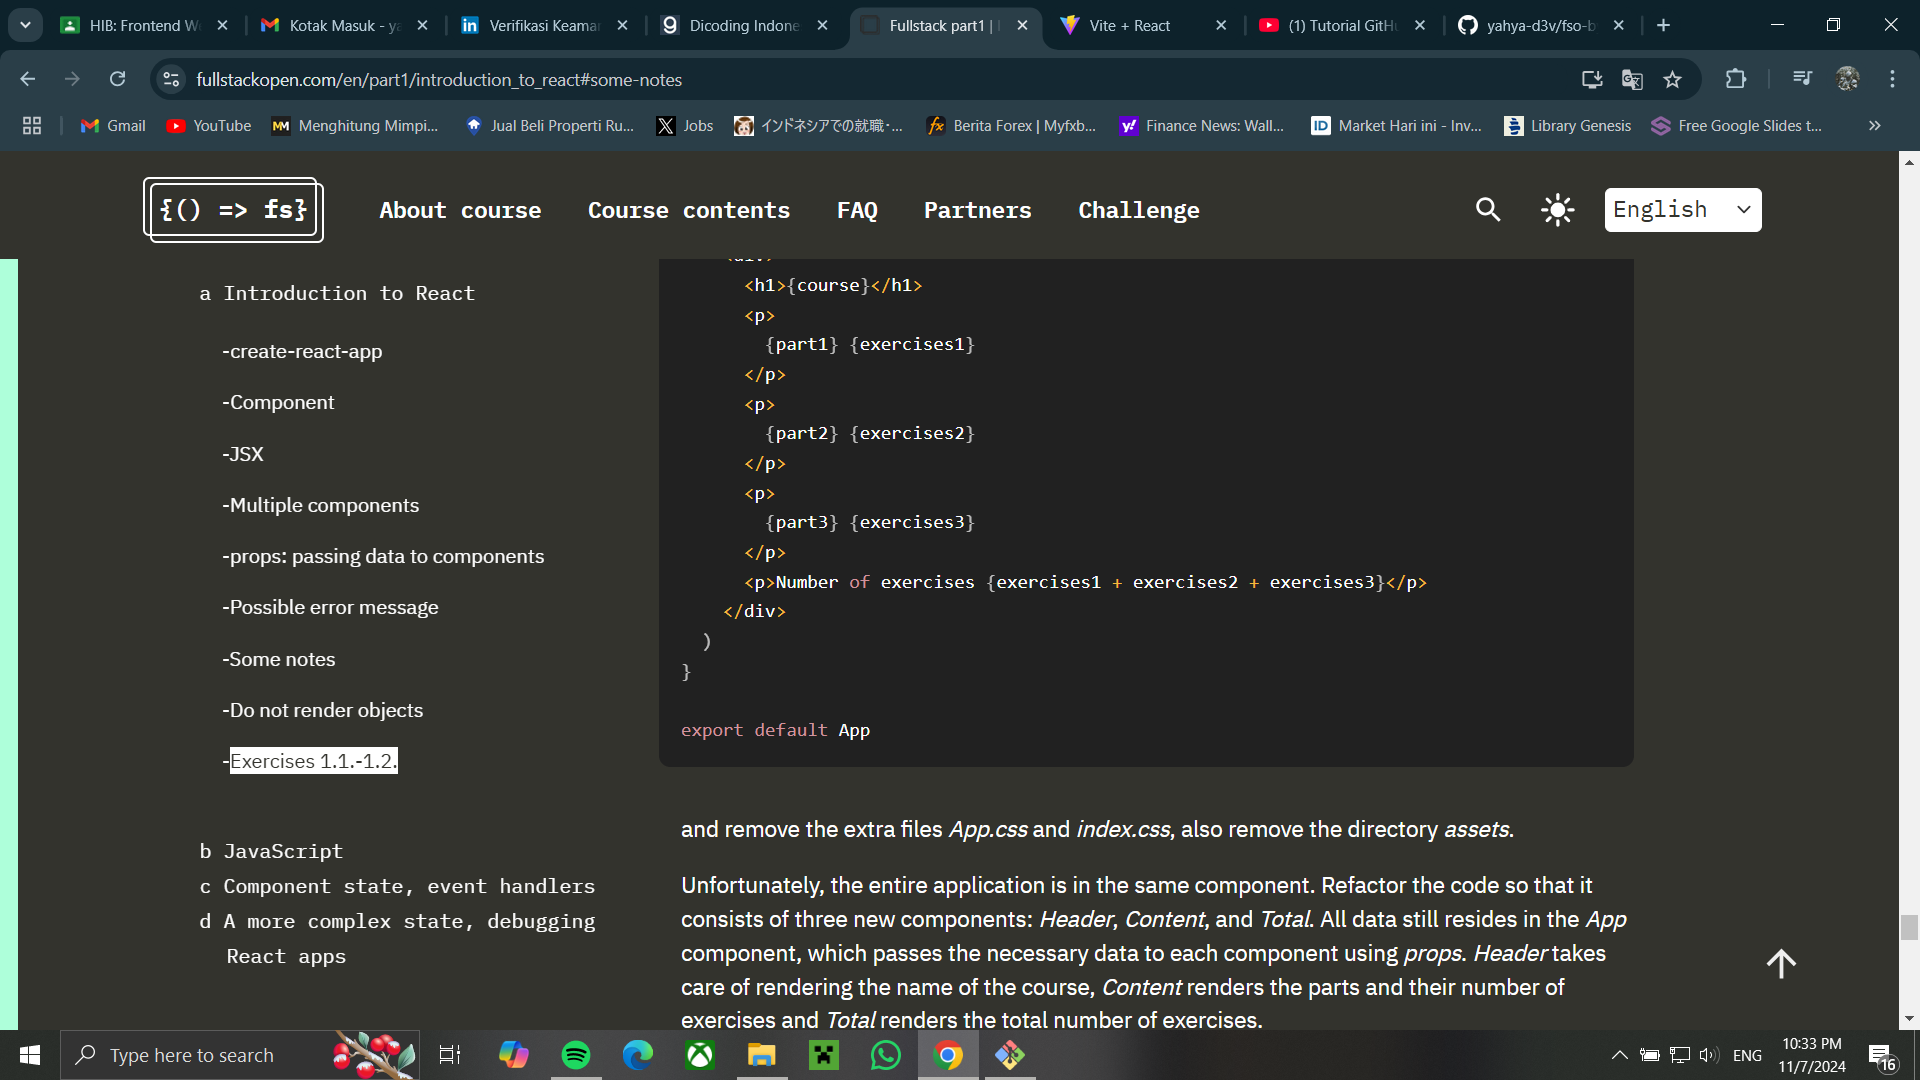 HIB: Frontend W
Kotak Masuk - ya
Verifikasi Keama
Dicoding Indone
Fullstack part1 |
Vite + React
(1) Tutorial GitH
yahya-d3v/fso-b
fullstackopen.com/en/part1/introduction_to_react#some-notes
Gmail
YouTube
Menghitung Mimpi...
Jual Beli Properti Ru...
Jobs
インドネシアでの就職・...
Berita Forex | Myfxb...
Finance News: Wall...
Market Hari ini - Inv...
Library Genesis
Free Google Slides t...
{() => fs}
About course
Course contents
FAQ
Partners
Challenge
English
a Introduction to React
-create-react-app
-Component
-JSX
-Multiple components
-props: passing data to components
-Possible error message
-Some notes
-Do not render objects
-Exercises 1.1.-1.2.
b JavaScript
c Component state, event handlers
d A more complex state, debugging
React apps
<div>
<h1>{course}</h1>
<p>
{part1} {exercises1}
</p>
<p>
{part2} {exercises2}
</p>
<p>
{part3} {exercises3}
</p>
<p>Number of exercises {exercises1 + exercises2 + exercises3}</p>
</div>
)
}
export default App
and remove the extra files App.css and index.css, also remove the directory assets.
Unfortunately, the entire application is in the same component. Refactor the code so that it
consists of three new components: Header, Content, and Total. All data still resides in the App
component, which passes the necessary data to each component using props. Header takes
care of rendering the name of the course, Content renders the parts and their number of
exercises and Total renders the total number of exercises.
Type here to search
ENG
10:33 PM
11/7/2024
16